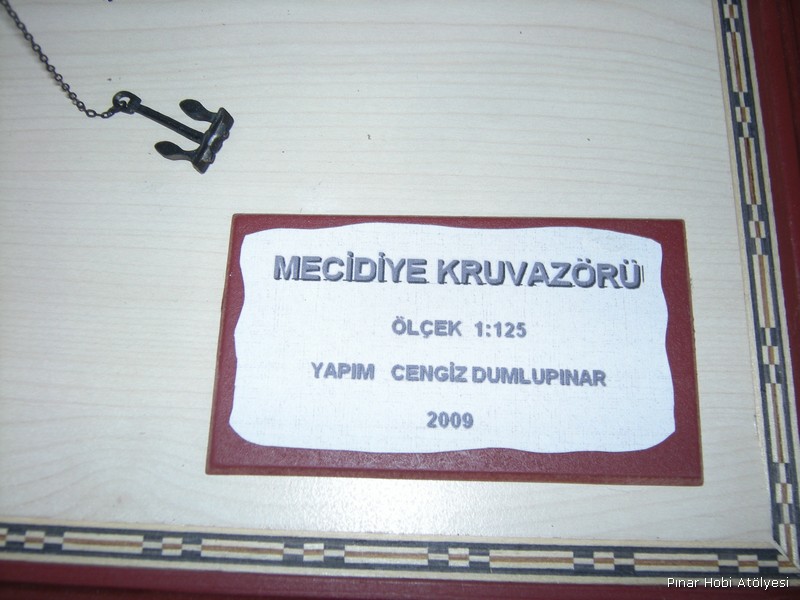 MECİDİYE KRUVAZÖRÜ
ÖLÇEK 1:125
YAPIM CENGİZ DUMLUPINAR
2009
Pınar Hobi Atölyesi